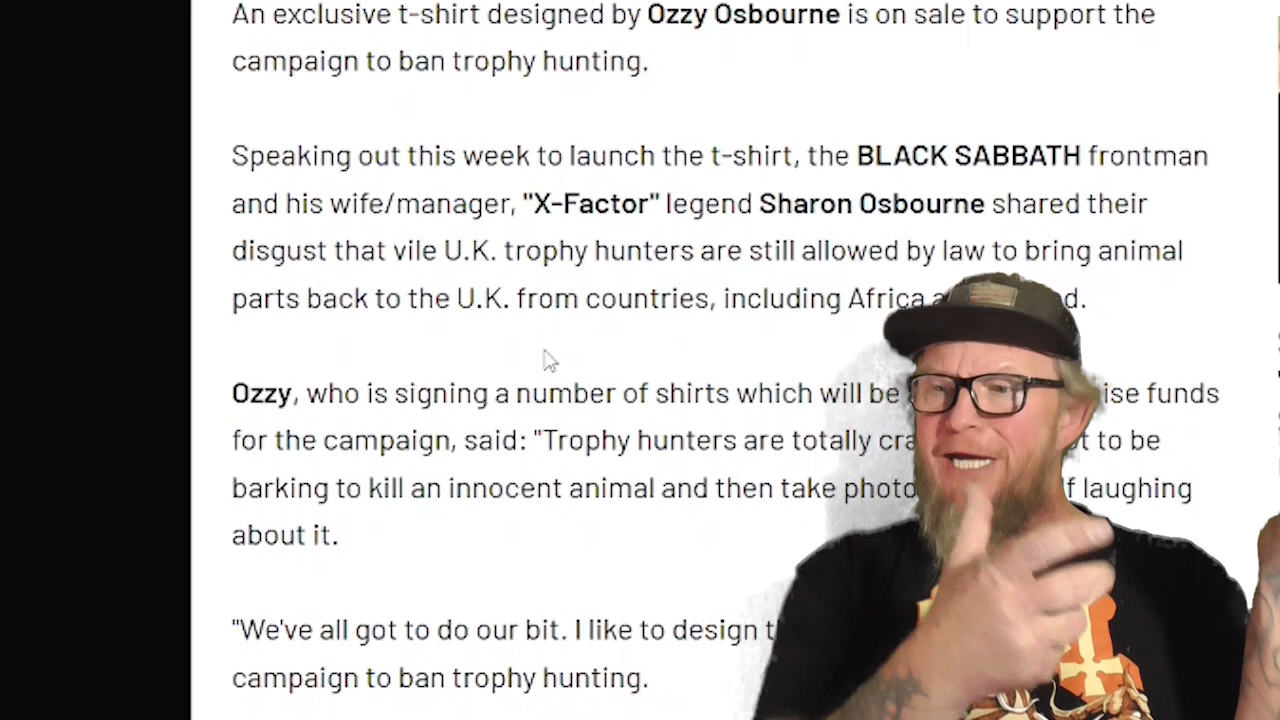 An exclusive t-shirt designed by Ozzy Osbourne is on sale to support the
campaign to ban trophy hunting.
Speaking out this week to launch the t-shirt, the BLACK SABBATH frontman
and his wife/manager, "X-Factor" legend Sharon Osbourne shared their
disgust that vile U.K. trophy hunters are still allowed by law to bring animal
parts back to the U.K. from countries, including Africa
Ozzy, who is signing a number of shirts which will be funds
for the campaign, said: "Trophy hunters are totally to be
barking to kill an innocent animal and then take laughing
about it.
"We've all got to do our bit. I like to design
campaign to ban trophy hunting.